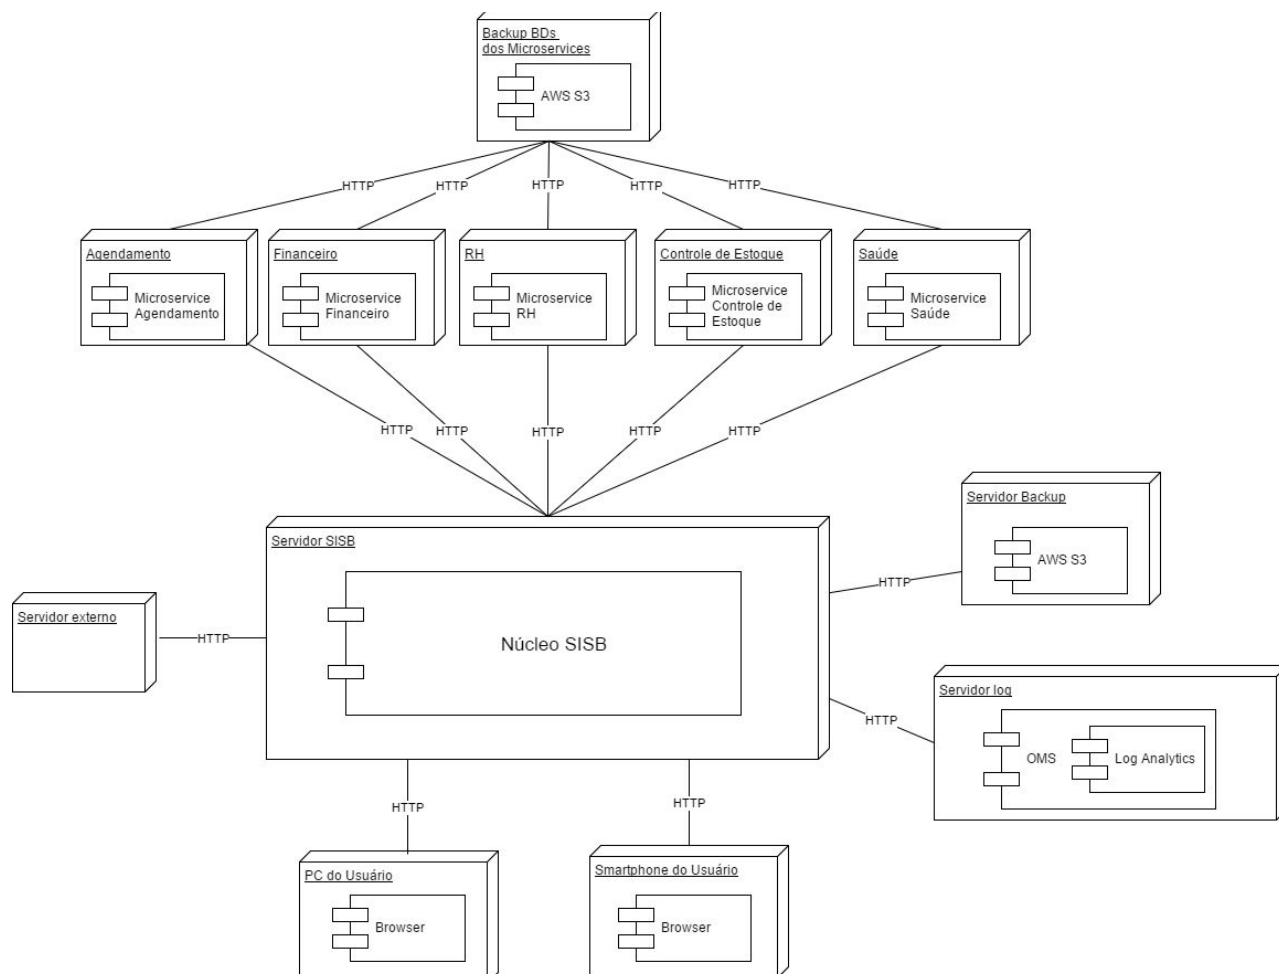 Backup BDs
dos Microservices
AWS S3
HTTP
HTTP
HTTP
HTTP
HTTP
Agendamento
Microservice
Agendamento
Financeiro
Microservice
Financeiro
RH
Microservice
RH
Controle de Estoque
Microservice
Controle de
Estoque
Saúde
Microservice
Saúde
HTTP
HTTP
HTTP
HTTP
HTTP
Servidor SISB
Núcleo SISB
Servidor Backup
AWS S3
HTTP
Servidor externo
HTTP
Servidor log
OMS
Log Analytics
HTTP
HTTP
HTTP
PC do Usuário
Browser
Smartphone do Usuário
Browser